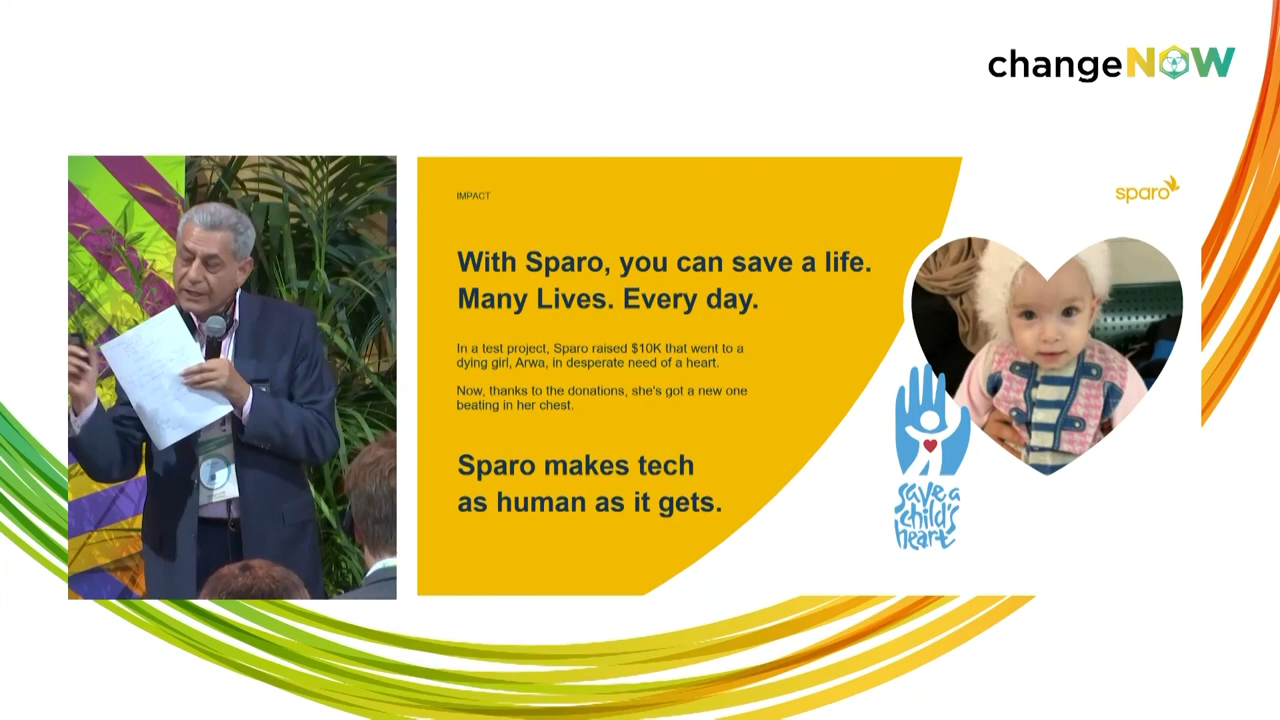 changeNOW
IMPACT
sparo
With Sparo, you can save a life.
Many Lives. Every day.
In a test project, Sparo raised $10K that went to a
dying girl, Arwa, in desperate need of a heart.
Now, thanks to the donations, she's got a new one
beating in her chest.
Sparo makes tech
as human as it gets.
save a
child's
heart